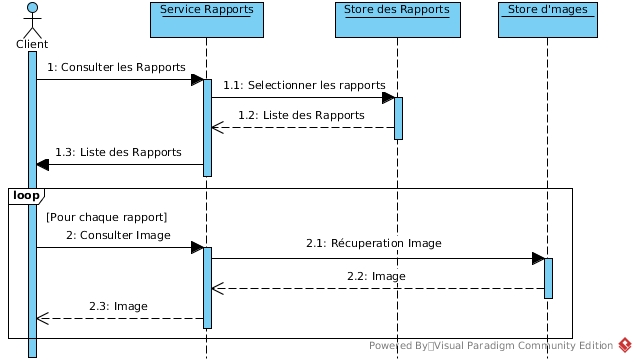 Service Rapports
Store des Rapports
Store d'mages
Client
1: Consulter les Rapports
1.1: Selectionner les rapports
1.2: Liste des Rapports
1.3: Liste des Rapports
loop
[Pour chaque rapport]
2: Consulter Image
2.1: Récuperation Image
2.2: Image
2.3: Image
Powered By Visual Paradigm Community Edition